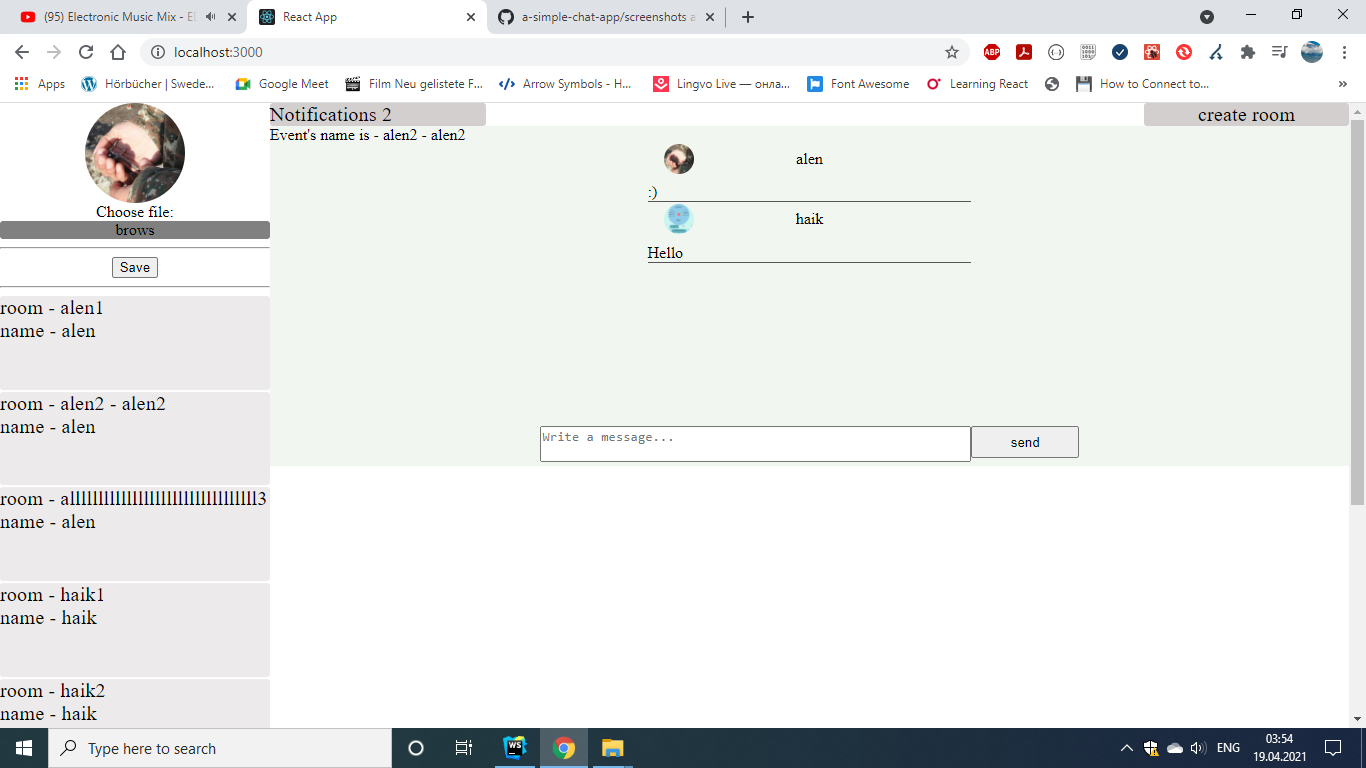 (95) Electronic Music Mix - El
React App
a-simple-chat-app/screenshots a
localhost:3000
ABP
Apps
Hörbücher | Swede...
Google Meet
Film Neu gelistete F...
Arrow Symbols - H...
Lingvo Live — онла...
Font Awesome
Learning React
How to Connect to...
»
Notifications 2
create room
Event's name is - alen2 - alen2
alen
:)
haik
Hello
Write a message...
send
Choose file:
brows
Save
room - alen1
name - alen
room - alen2 - alen2
name - alen
room - alllllllllllllllllllllllllllllllll3
name - alen
room - haik1
name - haik
room - haik2
name - haik
Type here to search
WS
ENG
03:54
19.04.2021